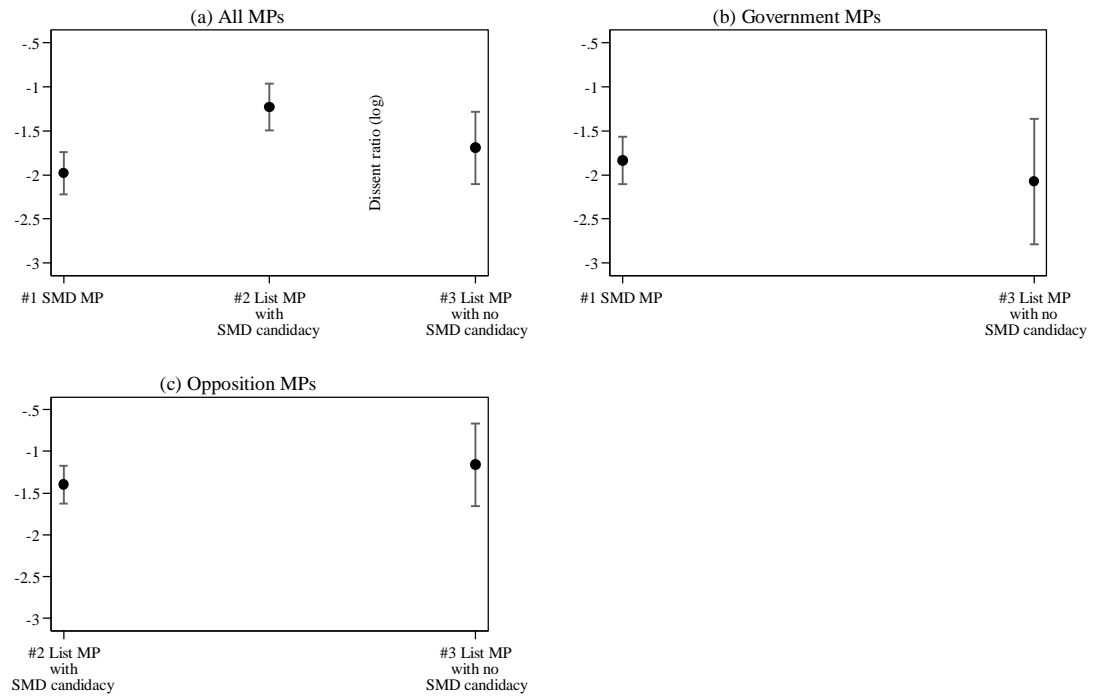 (a) All MPs
-.5
-1
-1.5
-2
-2.5
-3
Dissent ratio (log)
#1 SMD MP
#2 List MP
with
SMD candidacy
#3 List MP
with no
SMD candidacy
(b) Government MPs
-.5
-1
-1.5
-2
-2.5
-3
#1 SMD MP
#3 List MP
with no
SMD candidacy
(c) Opposition MPs
-.5
-1
-1.5
-2
-2.5
-3
#2 List MP
with
SMD candidacy
#3 List MP
with no
SMD candidacy